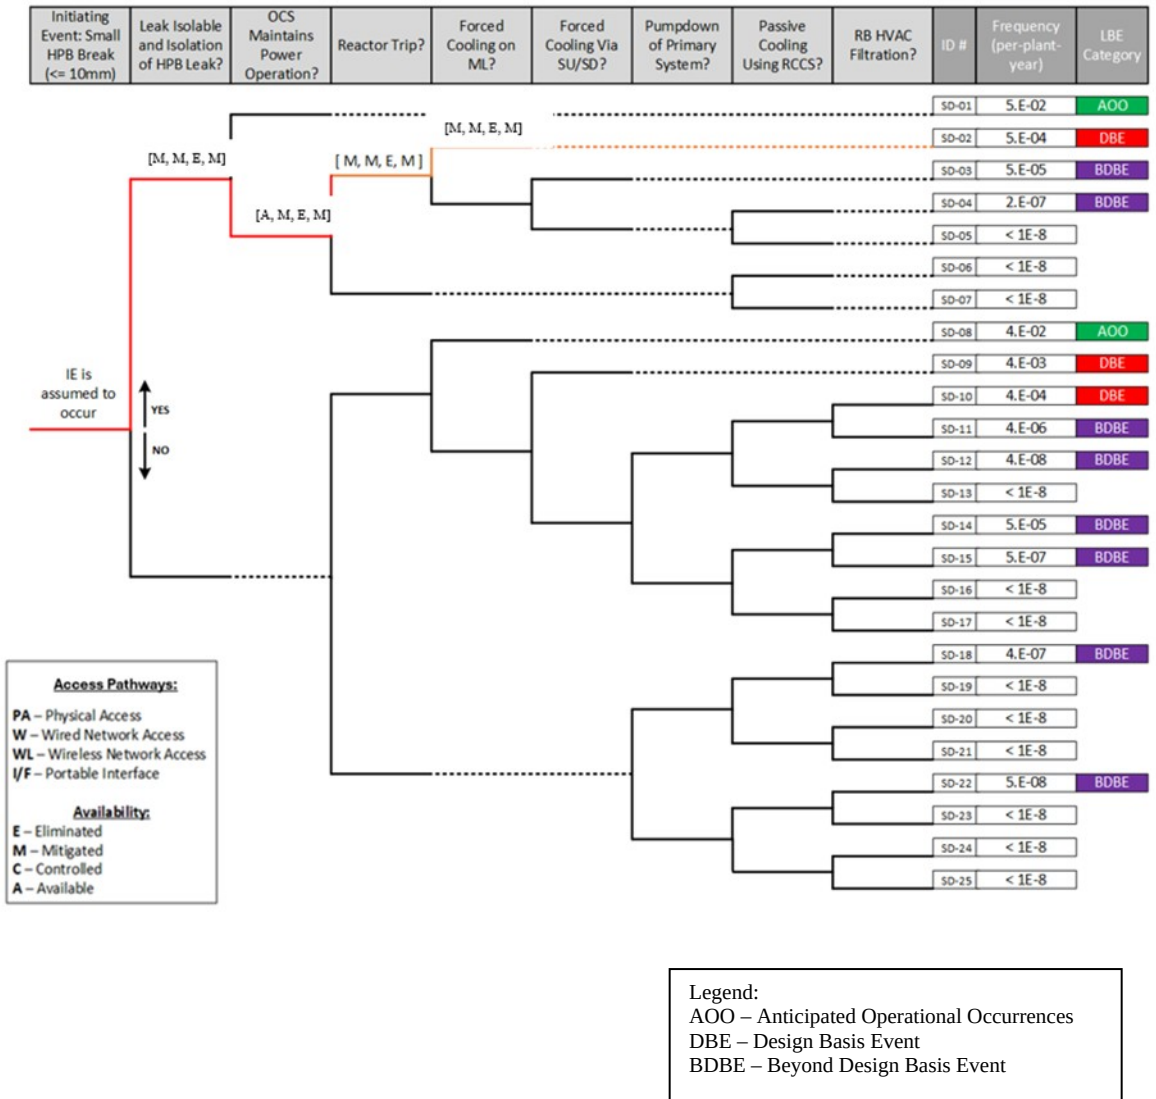 Initiating
Event: Small
HPB Break
(<= 10mm)
Leak Isolable
and Isolation
of HPB Leak?
OCS
Maintains
Power
Operation?
Reactor Trip?
Forced
Cooling on
ML?
Forced
Cooling Via
SU/SD?
Pumpdown
of Primary
System?
Passive
Cooling
Using RCCS?
RB HVAC
Filtration?
ID #
Frequency
(per-plant-
year)
LBE
Category
SD-01 5.E-02 AOO
[M, M, E, M]
SD-02 5.E-04 DBE
[M, M, E, M]
[ M, M, E, M ]
SD-03 5.E-05 BDBE
SD-04 2.E-07 BDBE
[A, M, E, M]
SD-05 < 1E-8
SD-06 < 1E-8
SD-07 < 1E-8
SD-08 4.E-02 AOO
SD-09 4.E-03 DBE
IE is
assumed to
occur
YES
NO
SD-10 4.E-04 DBE
SD-11 4.E-06 BDBE
SD-12 4.E-08 BDBE
SD-13 < 1E-8
SD-14 5.E-05 BDBE
SD-15 5.E-07 BDBE
SD-16 < 1E-8
SD-17 < 1E-8
SD-18 4.E-07 BDBE
SD-19 < 1E-8
SD-20 < 1E-8
SD-21 < 1E-8
SD-22 5.E-08 BDBE
SD-23 < 1E-8
SD-24 < 1E-8
SD-25 < 1E-8
Access Pathways:
PA – Physical Access
W – Wired Network Access
WL – Wireless Network Access
I/F – Portable Interface
Availability:
E – Eliminated
M – Mitigated
C – Controlled
A – Available
Legend:
AOO – Anticipated Operational Occurrences
DBE – Design Basis Event
BDBE – Beyond Design Basis Event